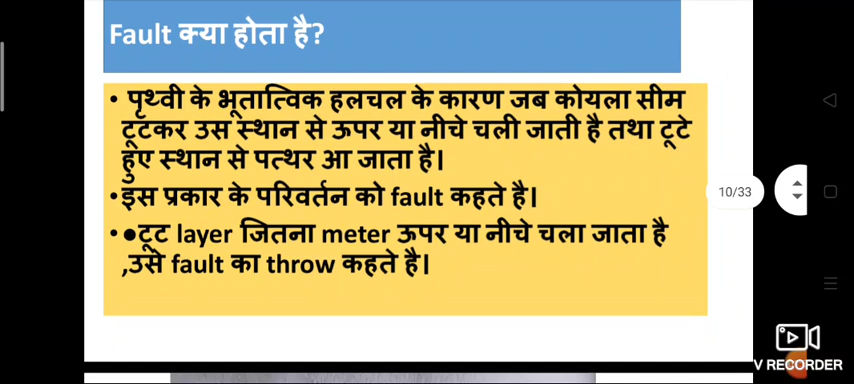 Fault क्या होता है?
• पृथ्वी के भूतात्विक हलचल के कारण जब कोयला सीम
टूटकर उस स्थान से ऊपर या नीचे चली जाती है तथा टूटे
हुए स्थान से पत्थर आ जाता है।
• इस प्रकार के परिवर्तन को fault कहते है।
• ●टूट layer जितना meter ऊपर या नीचे चला जाता है
,उसे fault का throw कहते है।
10/33
V RECORDER